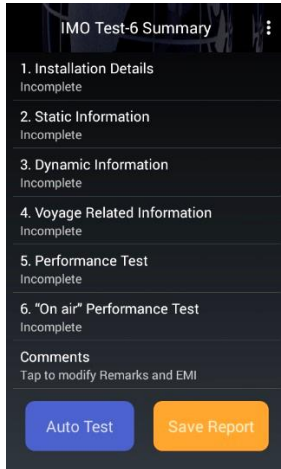 IMO Test-6 Summary
1. Installation Details
Incomplete
2. Static Information
Incomplete
3. Dynamic Information
Incomplete
4. Voyage Related Information
Incomplete
5. Performance Test
Incomplete
6. “On air” Performance Test
Incomplete
Comments
Tap to modify Remarks and EMI
Auto Test
Save Report